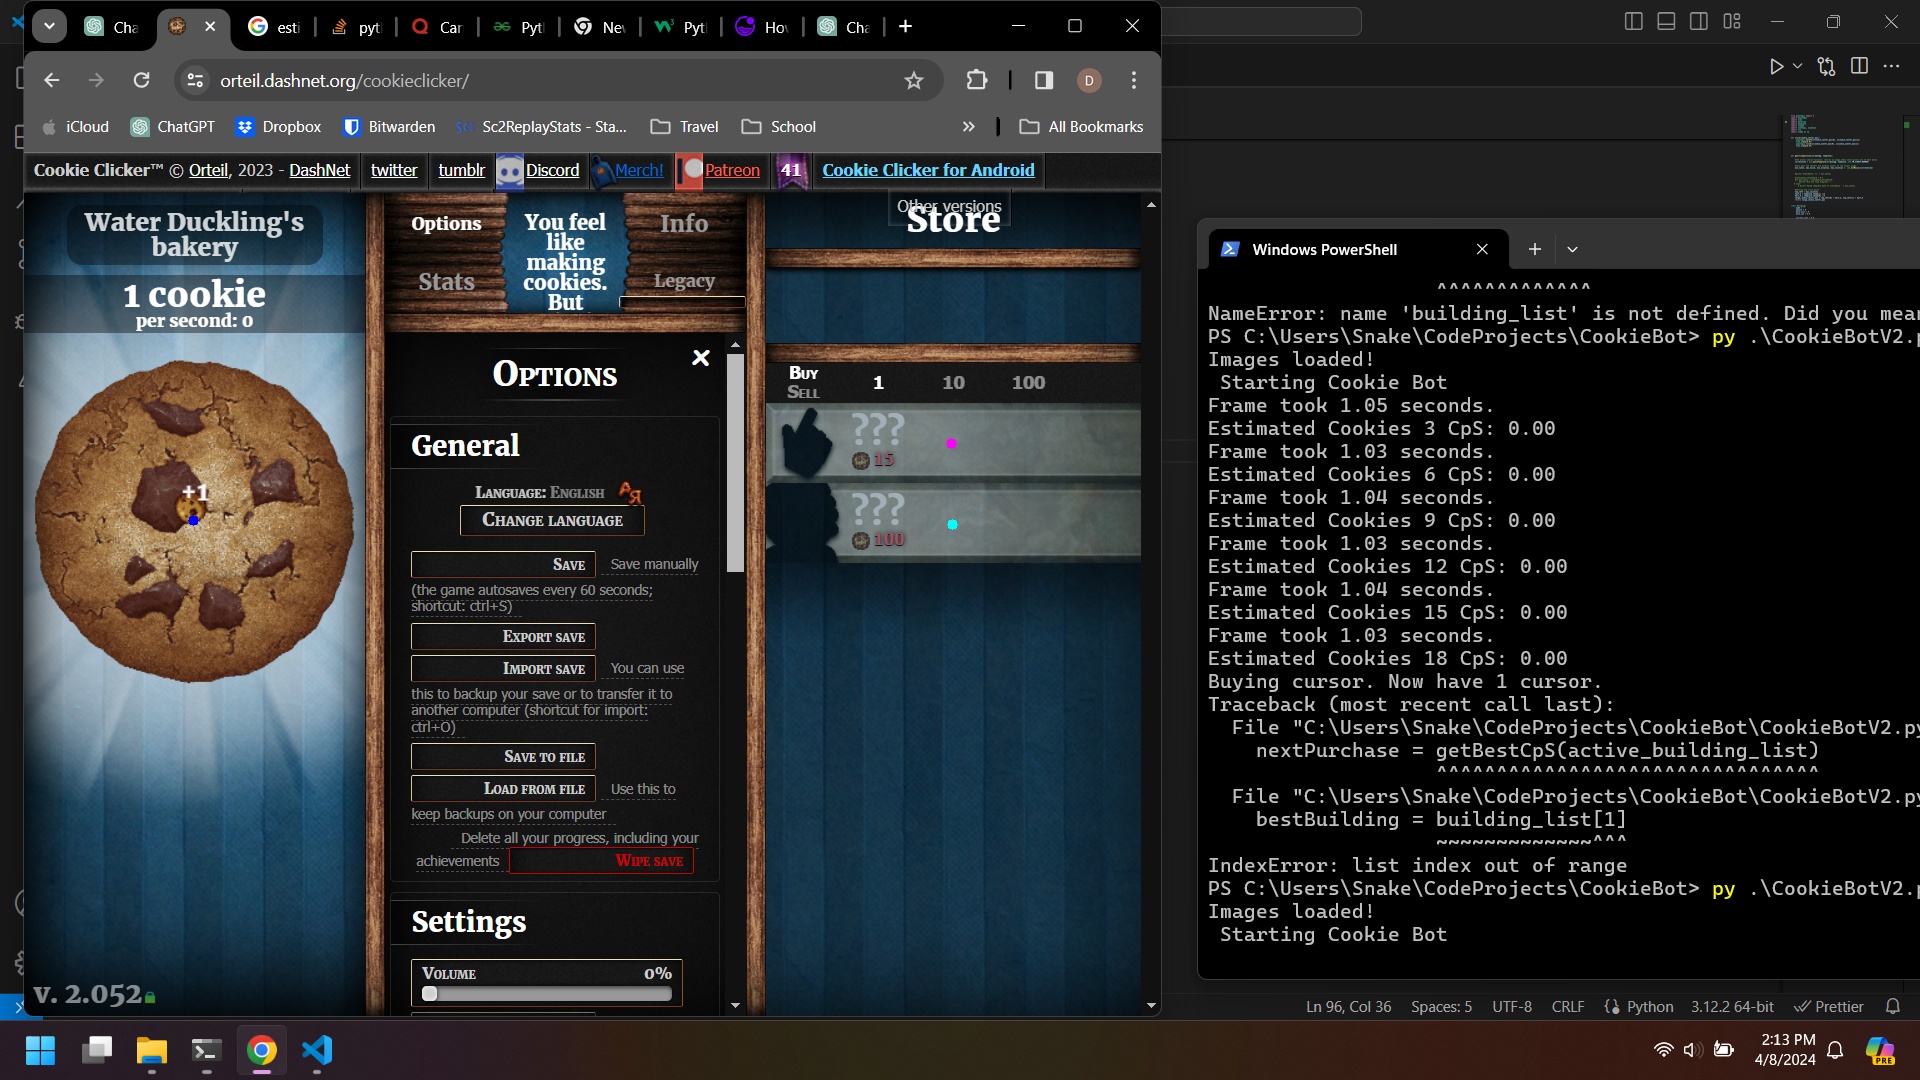 Cha
esti
pyt
Car
Pytl
Nev
Pytl
Hov
Cha
orteil.dashnet.org/cookieclicker/
D
iCloud
ChatGPT
Dropbox
Bitwarden
Sc2ReplayStats - Sta...
Travel
School
All Bookmarks
Cookie Clicker™ © Orteil, 2023 - DashNet
twitter
tumblr
Discord
Merch!
Patreon
41
Cookie Clicker for Android
Other versions
Water Duckling's
bakery
1 cookie
per second: 0
+1
v. 2.052
Options
Stats
You feel
like
making
cookies.
But
Info
Legacy
Options
General
Language: English
Change language
Save Save manually
(the game autosaves every 60 seconds;
shortcut: ctrl+S)
Export save
Import save You can use
this to backup your save or to transfer it to
another computer (shortcut for import:
ctrl+O)
Save to file
Load from file Use this to
keep backups on your computer
Delete all your progress, including your
achievements Wipe save
Settings
Volume 0%
Store
Buy
Sell
1 10 100
???
15
???
100
Windows PowerShell
^^^^^^^^^^^^^
NameError: name 'building_list' is not defined. Did you mea
PS C:\Users\Snake\CodeProjects\CookieBot> py .\CookieBotV2.p
Images loaded!
Starting Cookie Bot
Frame took 1.05 seconds.
Estimated Cookies 3 CpS: 0.00
Frame took 1.03 seconds.
Estimated Cookies 6 CpS: 0.00
Frame took 1.04 seconds.
Estimated Cookies 9 CpS: 0.00
Frame took 1.03 seconds.
Estimated Cookies 12 CpS: 0.00
Frame took 1.04 seconds.
Estimated Cookies 15 CpS: 0.00
Frame took 1.03 seconds.
Estimated Cookies 18 CpS: 0.00
Buying cursor. Now have 1 cursor.
Traceback (most recent call last):
File "C:\Users\Snake\CodeProjects\CookieBot\CookieBotV2.py
nextPurchase = getBestCpS(active_building_list)
^^^^^^^^^^^^^^^^^^^^^^^^^^^^^^^^
File "C:\Users\Snake\CodeProjects\CookieBot\CookieBotV2.py
bestBuilding = building_list[1]
~~~~~~~~~~~~~^^^
IndexError: list index out of range
PS C:\Users\Snake\CodeProjects\CookieBot> py .\CookieBotV2.p
Images loaded!
Starting Cookie Bot
Ln 96, Col 36
Spaces: 5
UTF-8
CRLF
Python
3.12.2 64-bit
Prettier
2:13 PM
4/8/2024
PRE